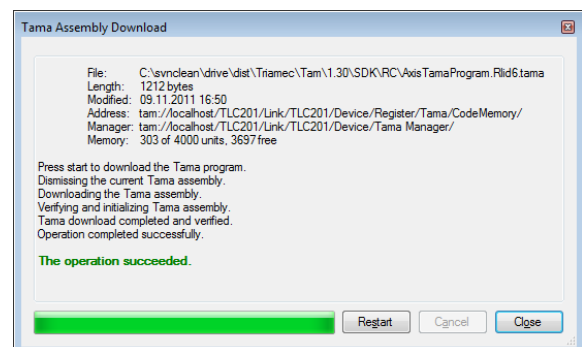 Tama Assembly Download
File: C:\svnclean\drive\dist\Triamec\Tam\1.30\SDK\RC\AxisTamaProgram.Rlid6.tama
Length: 1212 bytes
Modified: 09.11.2011 16:50
Address: tam://localhost/TLC201/Link/TLC201/Device/Register/Tama/CodeMemory/
Manager: tam://localhost/TLC201/Link/TLC201/Device/Tama Manager/
Memory: 303 of 4000 units, 3697 free
Press start to download the Tama program.
Dismissing the current Tama assembly.
Downloading the Tama assembly.
Verifying and initializing Tama assembly.
Tama download completed and verified.
Operation completed successfully.
The operation succeeded.
Restart Cancel Close